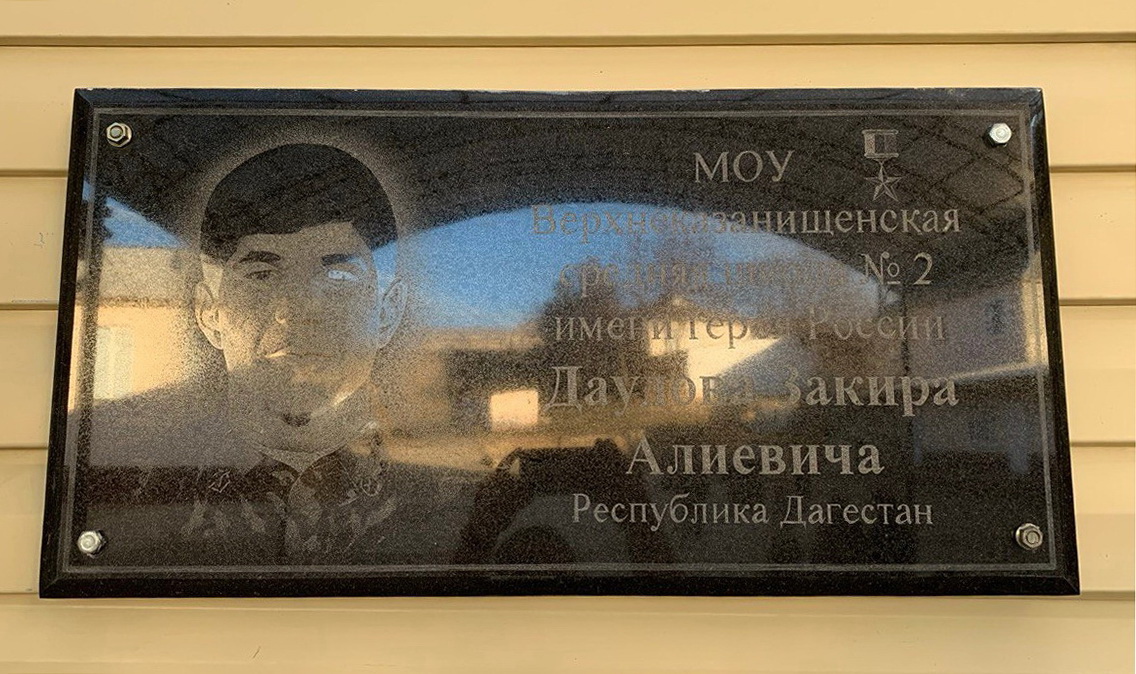 МОУ
Верхнеказанищенская
средняя школа № 2
имени героя России
Даудова Закира
Алиевича
Республика Дагестан